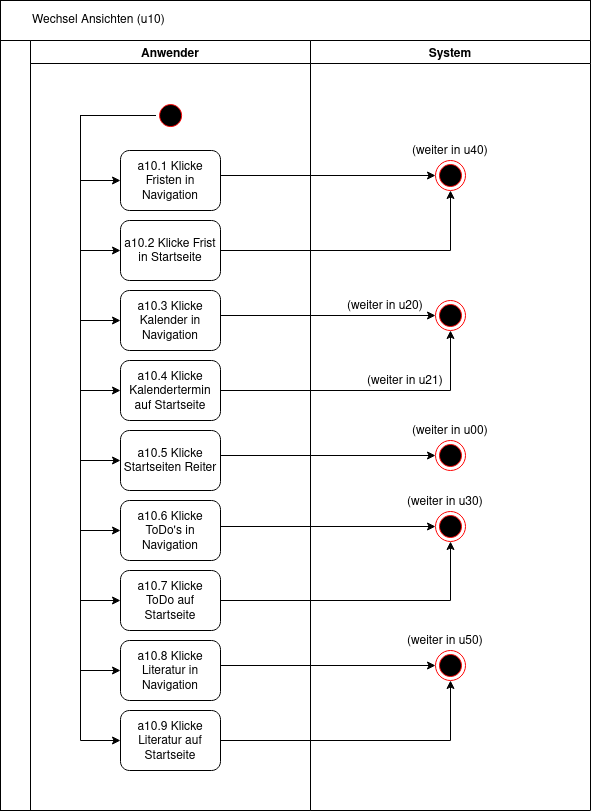 Wechsel Ansichten (u10)
Anwender
System
(weiter in u40)
a10.1 Klicke
Fristen in
Navigation
a10.2 Klicke Frist
in Startseite
(weiter in u20)
a10.3 Klicke
Kalender in
Navigation
(weiter in u21)
a10.4 Klicke
Kalendertermin
auf Startseite
(weiter in u00)
a10.5 Klicke
Startseiten Reiter
(weiter in u30)
a10.6 Klicke
ToDo's in
Navigation
a10.7 Klicke
ToDo auf
Startseite
(weiter in u50)
a10.8 Klicke
Literatur in
Navigation
a10.9 Klicke
Literatur auf
Startseite